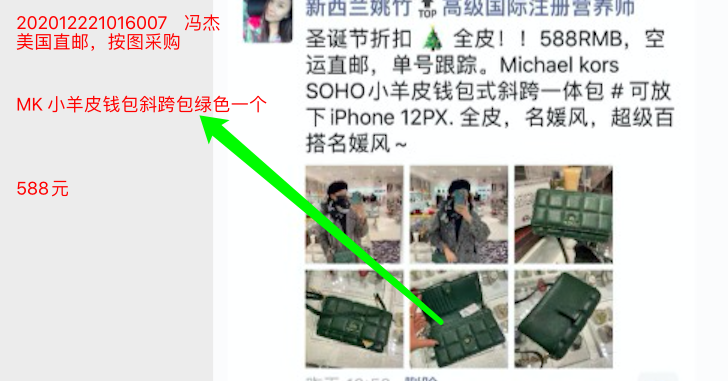 202012221016007 冯杰
美国直邮，按图采购
MK 小羊皮钱包斜跨包绿色一个
588元
新西兰姚竹 TOP 高级国际注册营养师
圣诞节折扣 🎄 全皮！！588RMB，空
运直邮，单号跟踪。Michael kors
SOHO小羊皮钱包式斜跨一体包 # 可放
下iPhone 12PX. 全皮，名媛风，超级百
搭名媛风～